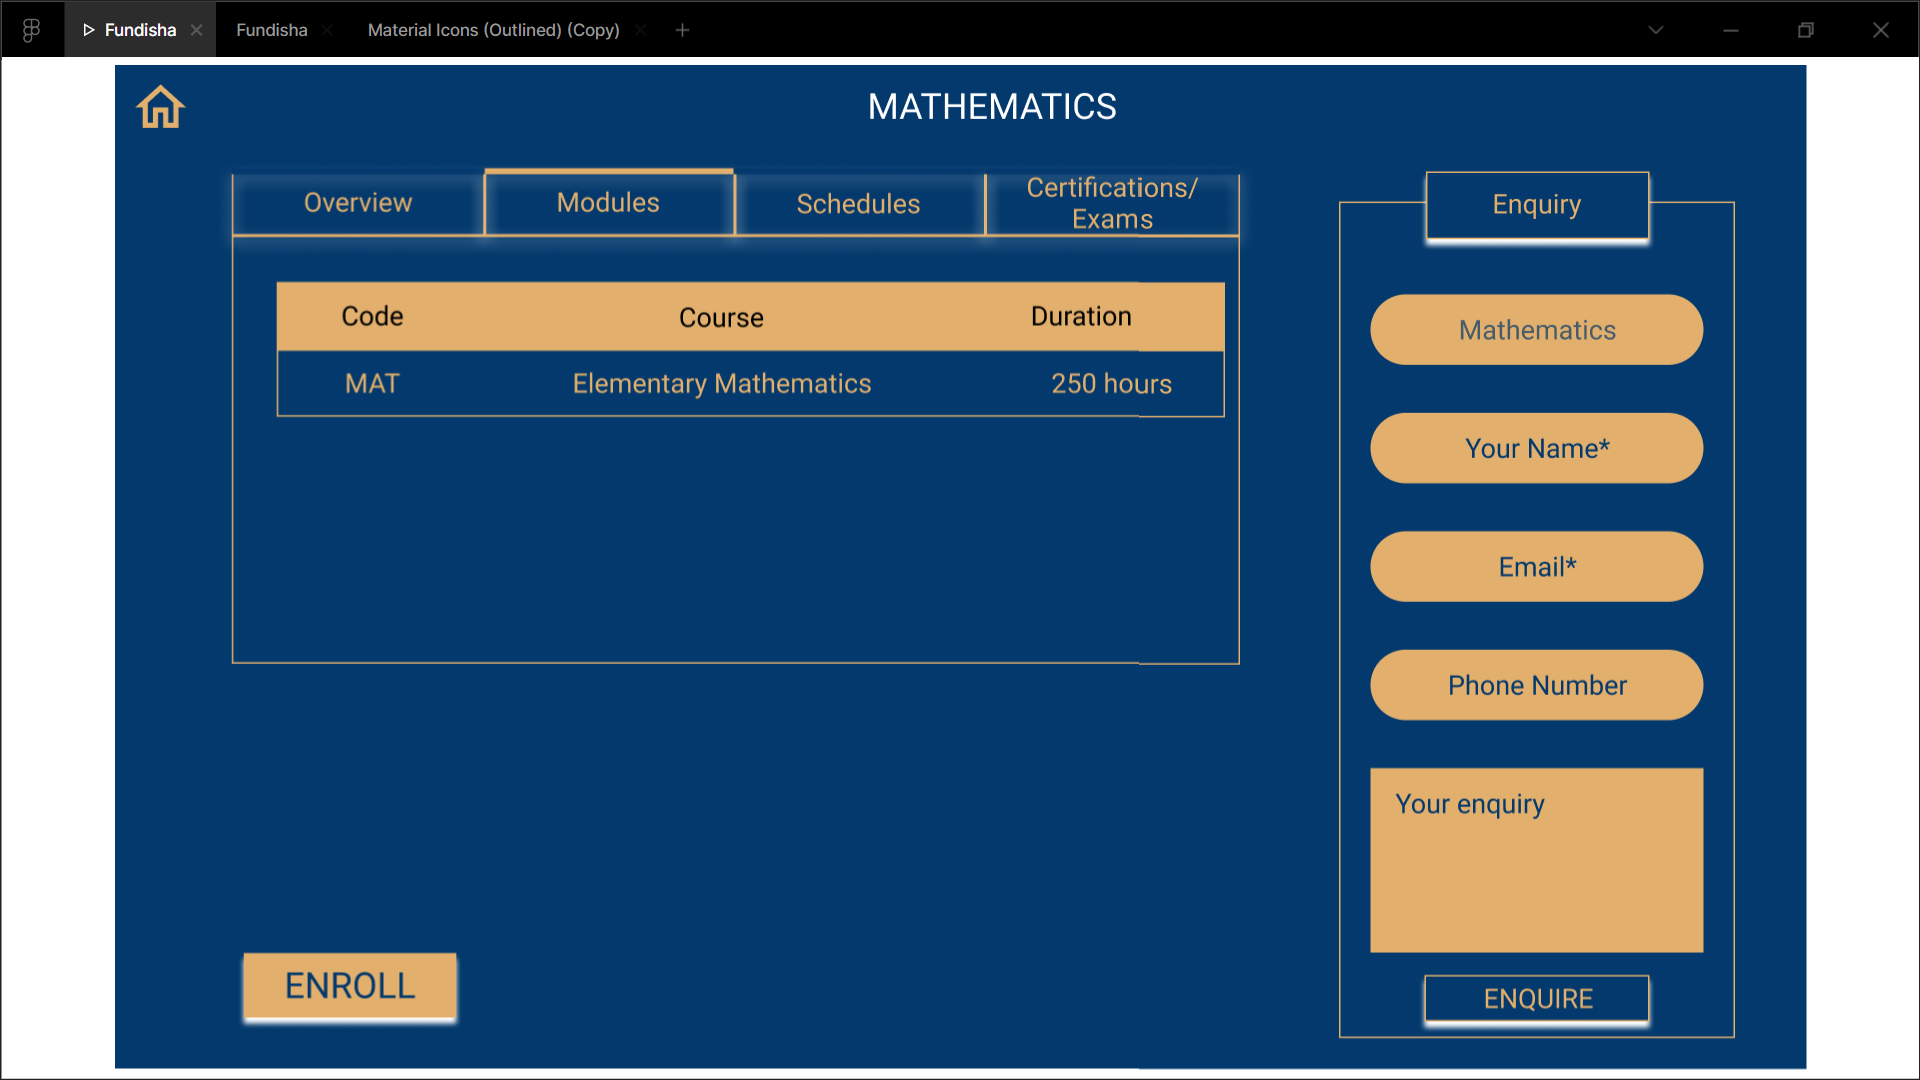 Fundisha
Fundisha
Material Icons (Outlined) (Copy)
MATHEMATICS
Overview
Modules
Schedules
Certifications/
Exams
Code
Course
Duration
MAT
Elementary Mathematics
250 hours
ENROLL
Enquiry
Mathematics
Your Name*
Email*
Phone Number
Your enquiry
ENQUIRE